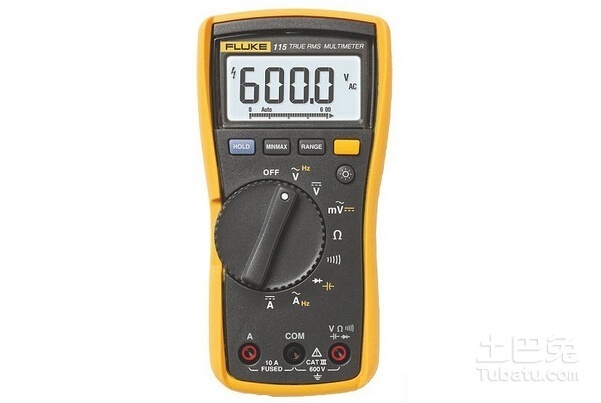 FLUKE 115 TRUE RMS MULTIMETER
600.0 V AC
0 Auto 6 00
HOLD MINMAX RANGE
OFF
V Hz
V
mV
Ω
A
A Hz
A COM V Ω
10 A FUSED
CAT III 600 V
土巴兔
Tubatu.com